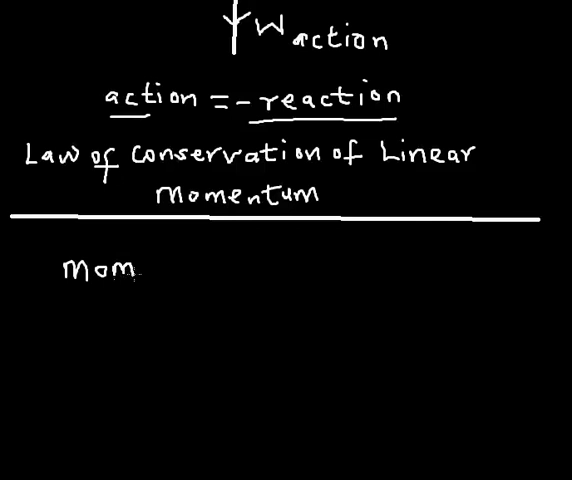 W action
action = - reaction
Law of conservation of Linear
momentum
mom